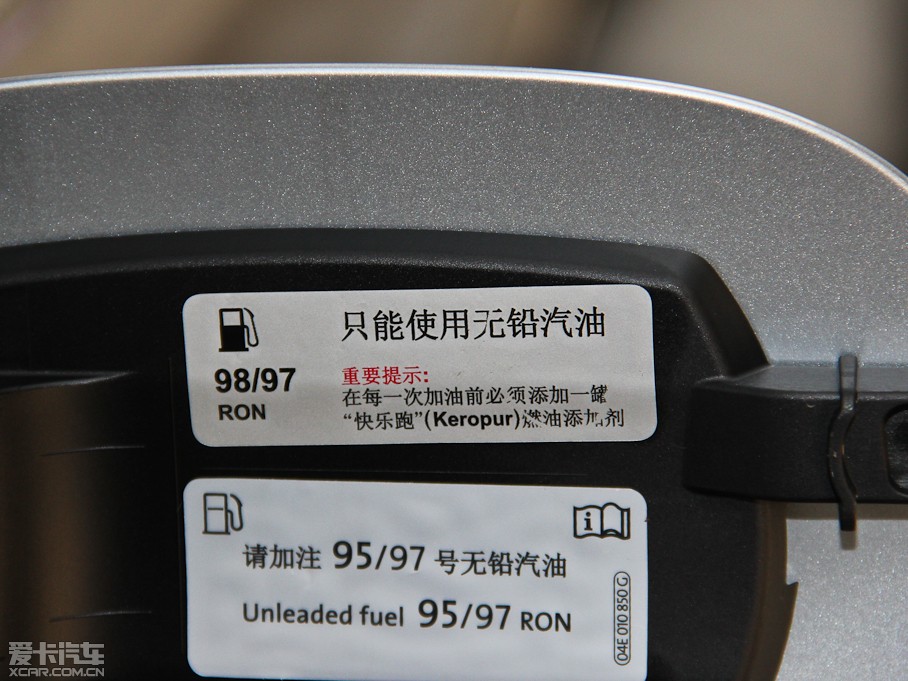 只能使用无铅汽油
98/97
RON
重要提示:
在每一次加油前必须添加一罐
“快乐跑”(Keropur)燃油添加剂
请加注 95/97 号无铅汽油
Unleaded fuel 95/97 RON
04E 010 850 G
爱卡汽车
XCAR.COM.CN